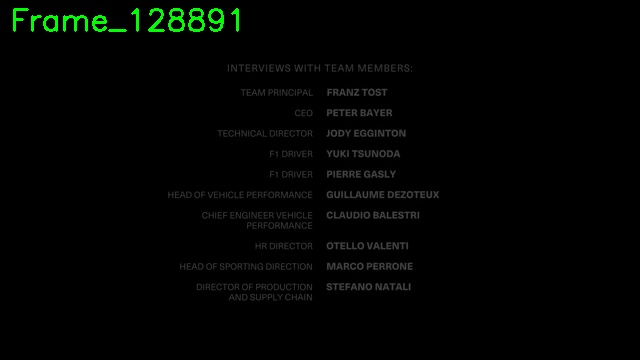 Frame_128891
INTERVIEWS WITH TEAM MEMBERS:
TEAM PRINCIPAL FRANZ TOST
CEO PETER BAYER
TECHNICAL DIRECTOR JODY EGGINTON
F1 DRIVER YUKI TSUNODA
F1 DRIVER PIERRE GASLY
HEAD OF VEHICLE PERFORMANCE GUILLAUME DEZOTEUX
CHIEF ENGINEER VEHICLE CLAUDIO BALESTRI
PERFORMANCE
HR DIRECTOR OTELLO VALENTI
HEAD OF SPORTING DIRECTION MARCO PERRONE
DIRECTOR OF PRODUCTION STEFANO NATALI
AND SUPPLY CHAIN